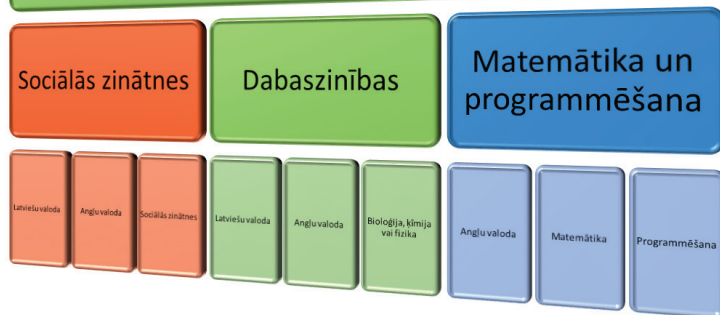 Sociālās zinātnes
Dabaszinības
Matemātika un
programmēšana
Latviešu valoda
Angļu valoda
Sociālās zinātnes
Latviešu valoda
Angļu valoda
Bioloģija, ķīmija
vai fizika
Angļu valoda
Matemātika
Programmēšana